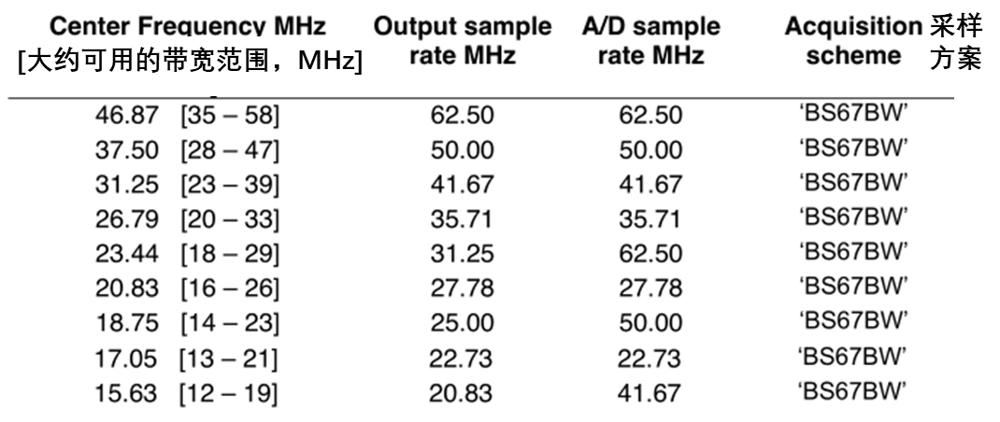 Center Frequency MHz Output sample A/D sample Acquisition 采样
[大约可用的带宽范围，MHz] rate MHz rate MHz scheme 方案
46.87 [35 – 58] 62.50 62.50 ‘BS67BW’
37.50 [28 – 47] 50.00 50.00 ‘BS67BW’
31.25 [23 – 39] 41.67 41.67 ‘BS67BW’
26.79 [20 – 33] 35.71 35.71 ‘BS67BW’
23.44 [18 – 29] 31.25 62.50 ‘BS67BW’
20.83 [16 – 26] 27.78 27.78 ‘BS67BW’
18.75 [14 – 23] 25.00 50.00 ‘BS67BW’
17.05 [13 – 21] 22.73 22.73 ‘BS67BW’
15.63 [12 – 19] 20.83 41.67 ‘BS67BW’